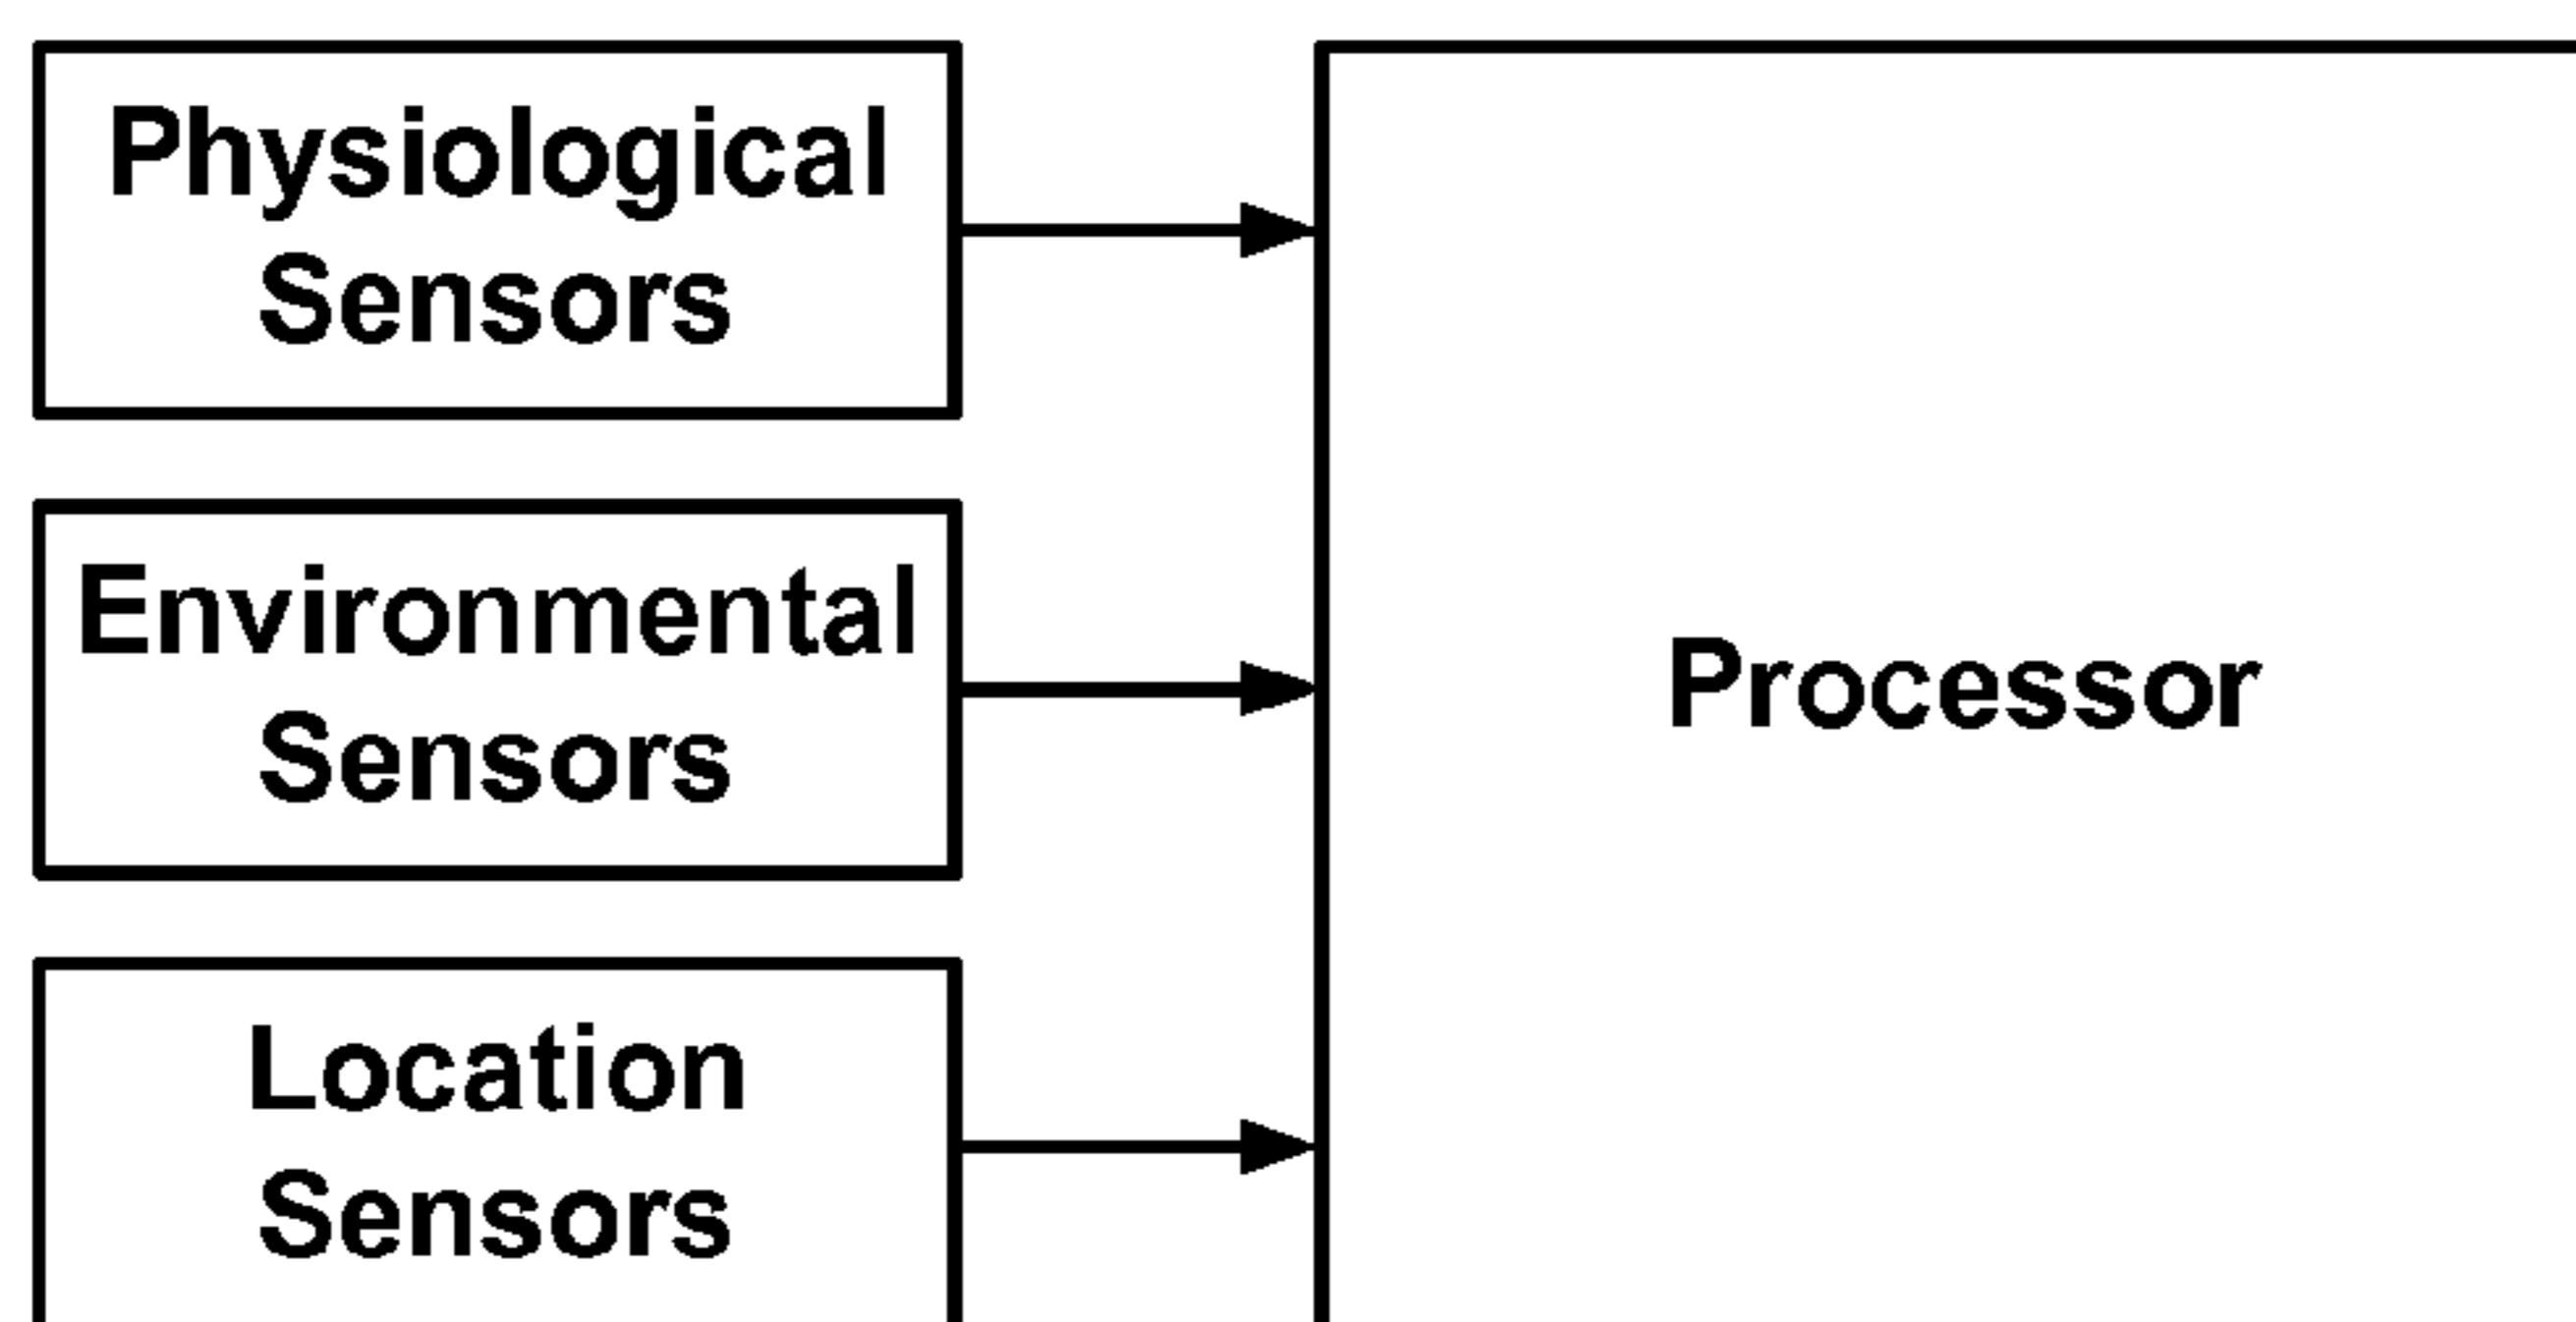 Physiological
Sensors
Environmental
Sensors
Processor
Location
Sensors